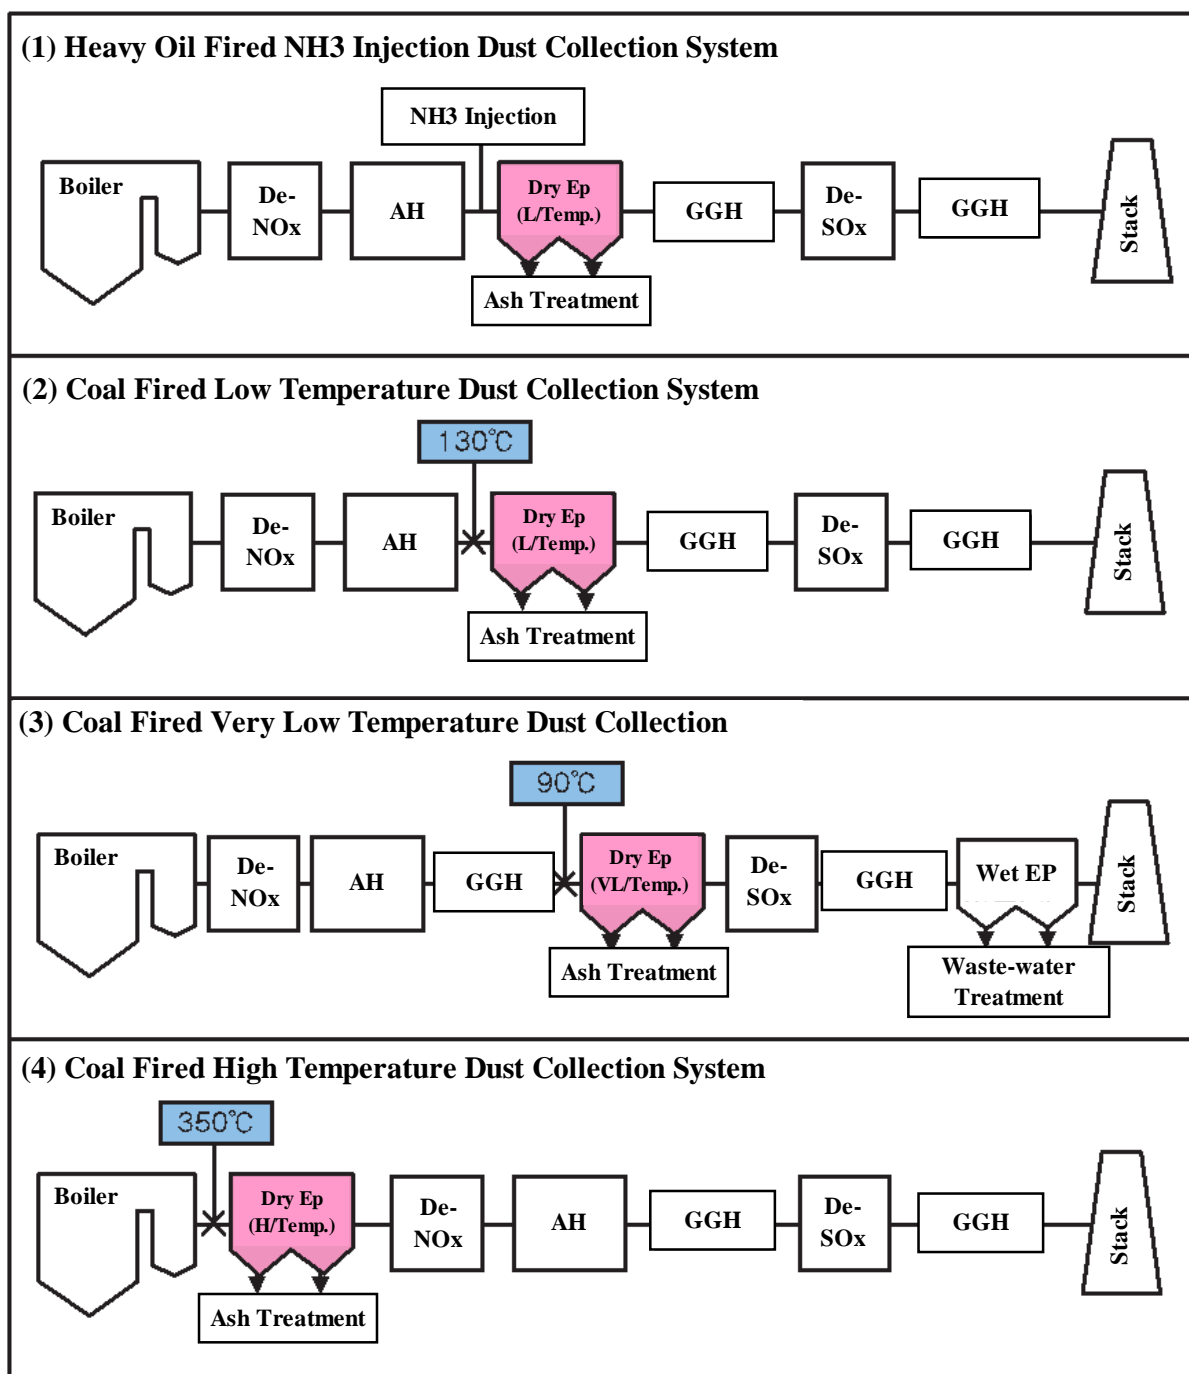 (1) Heavy Oil Fired NH3 Injection Dust Collection System
NH3 Injection
Boiler
De-
NOx
AH
Dry Ep
(L/Temp.)
GGH
De-
SOx
GGH
Stack
Ash Treatment
(2) Coal Fired Low Temperature Dust Collection System
130℃
Boiler
De-
NOx
AH
Dry Ep
(L/Temp.)
GGH
De-
SOx
GGH
Stack
Ash Treatment
(3) Coal Fired Very Low Temperature Dust Collection
90℃
Boiler
De-
NOx
AH
GGH
Dry Ep
(VL/Temp.)
De-
SOx
GGH
Wet EP
Stack
Ash Treatment
Waste-water
Treatment
(4) Coal Fired High Temperature Dust Collection System
350℃
Boiler
Dry Ep
(H/Temp.)
De-
NOx
AH
GGH
De-
SOx
GGH
Stack
Ash Treatment